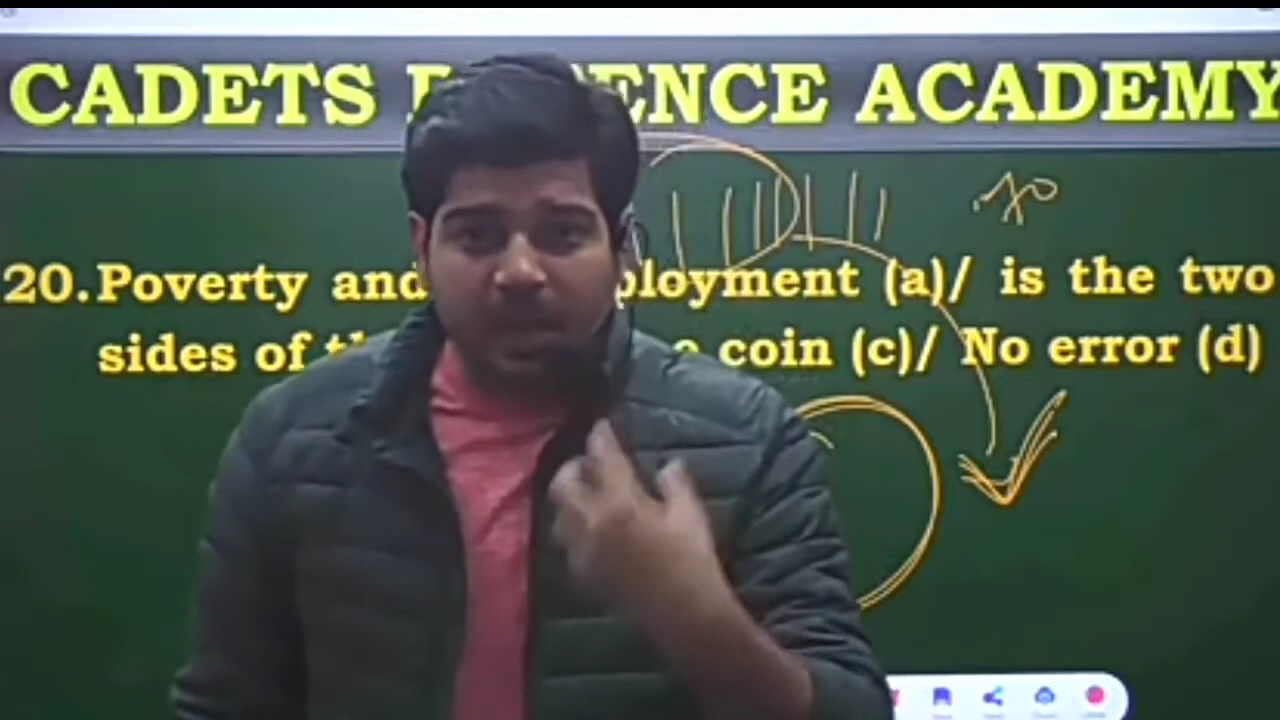 CADETS ENCE ACADEMY
20. Poverty and ployment (a)/ is the two
sides of coin (c)/ No error (d)